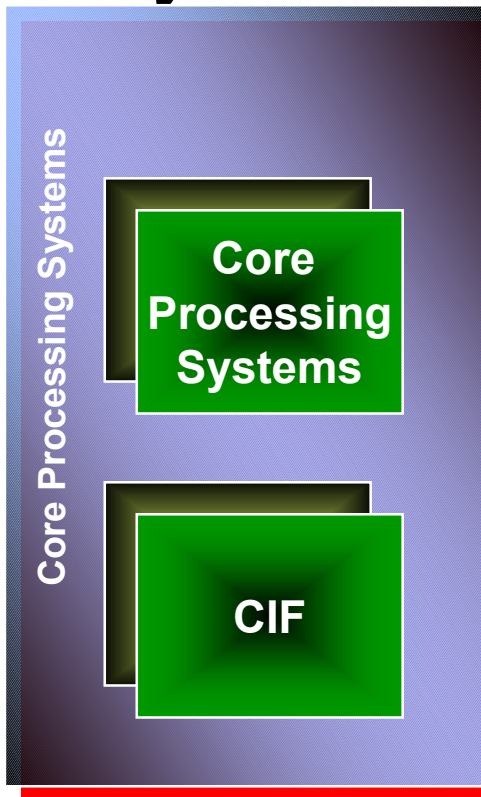 Core Processing Systems
Core
Processing
Systems
CIF